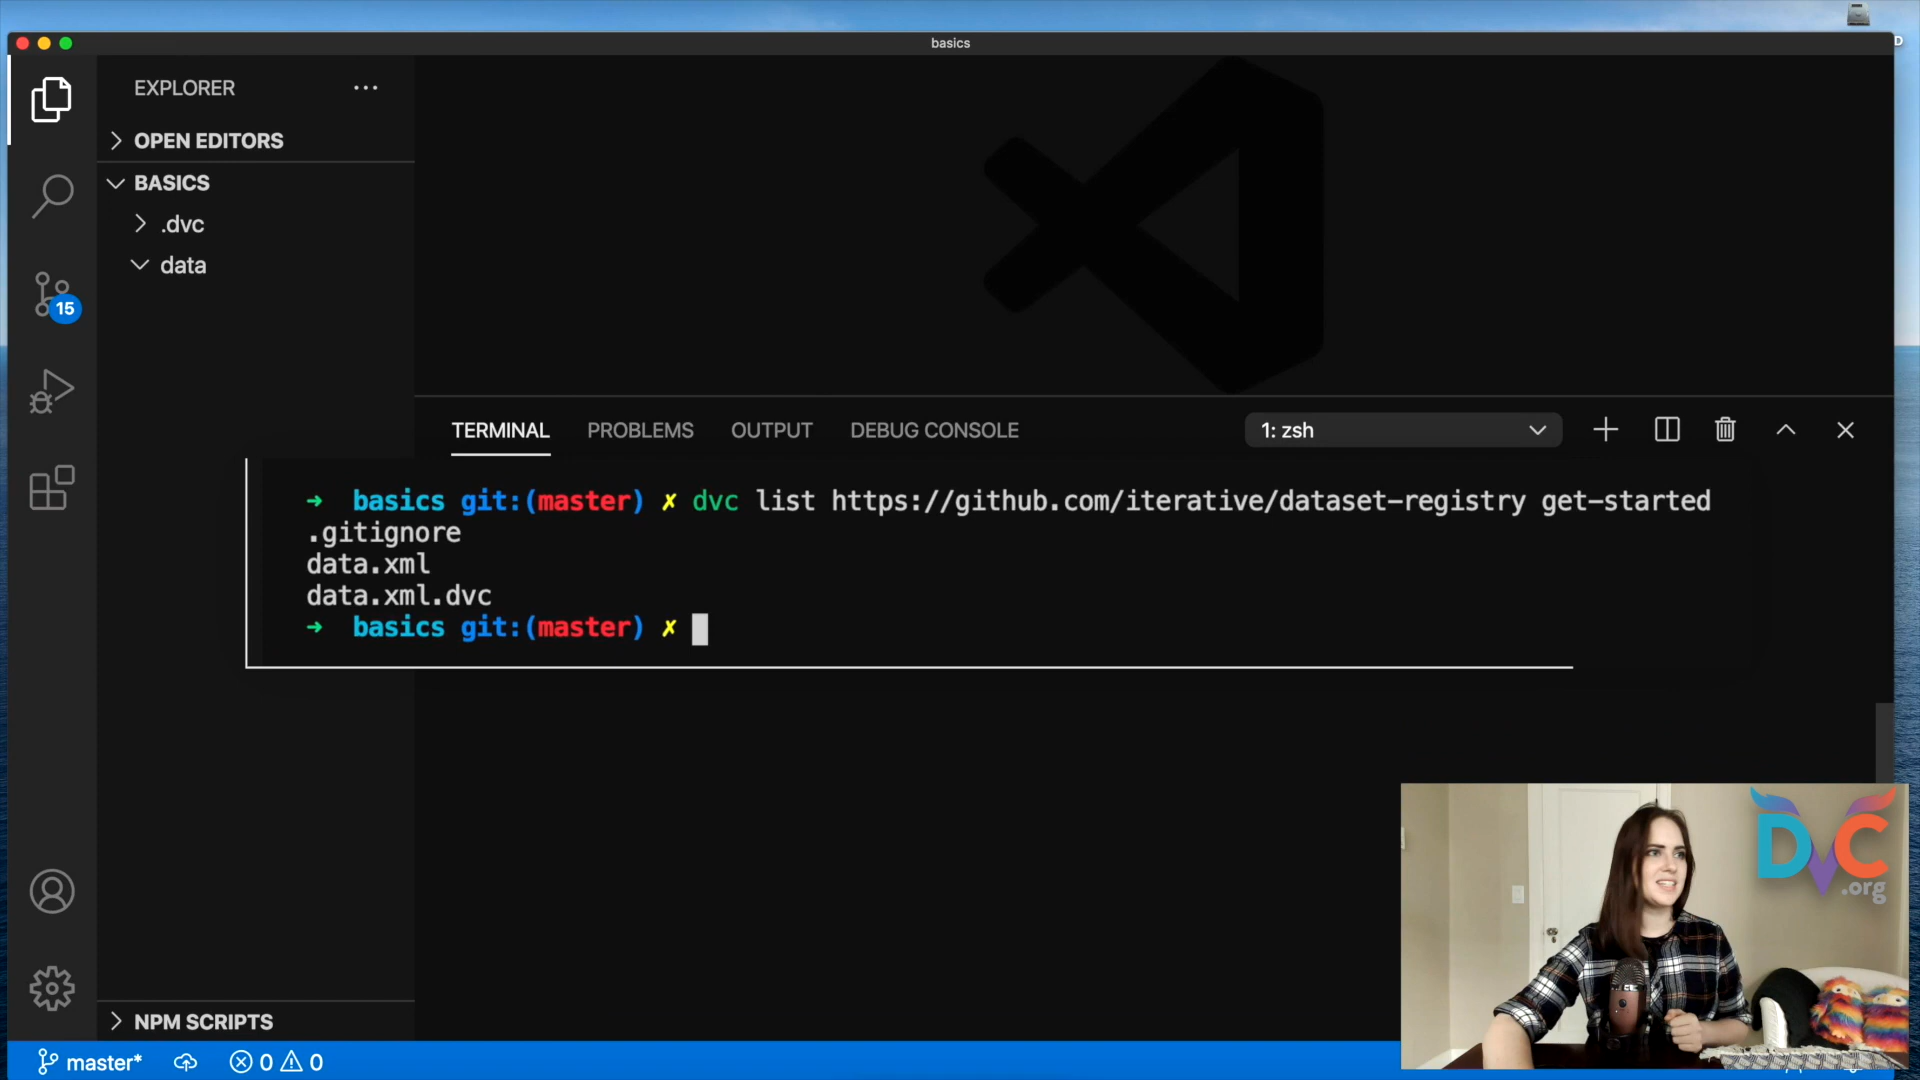 basics
D
EXPLORER
OPEN EDITORS
BASICS
.dvc
data
15
TERMINAL
PROBLEMS
OUTPUT
DEBUG CONSOLE
1: zsh
➜ basics git:(master) ✗ dvc list https://github.com/iterative/dataset-registry get-started
.gitignore
data.xml
data.xml.dvc
➜ basics git:(master) ✗
DVC
.org
NPM SCRIPTS
master*
0
0